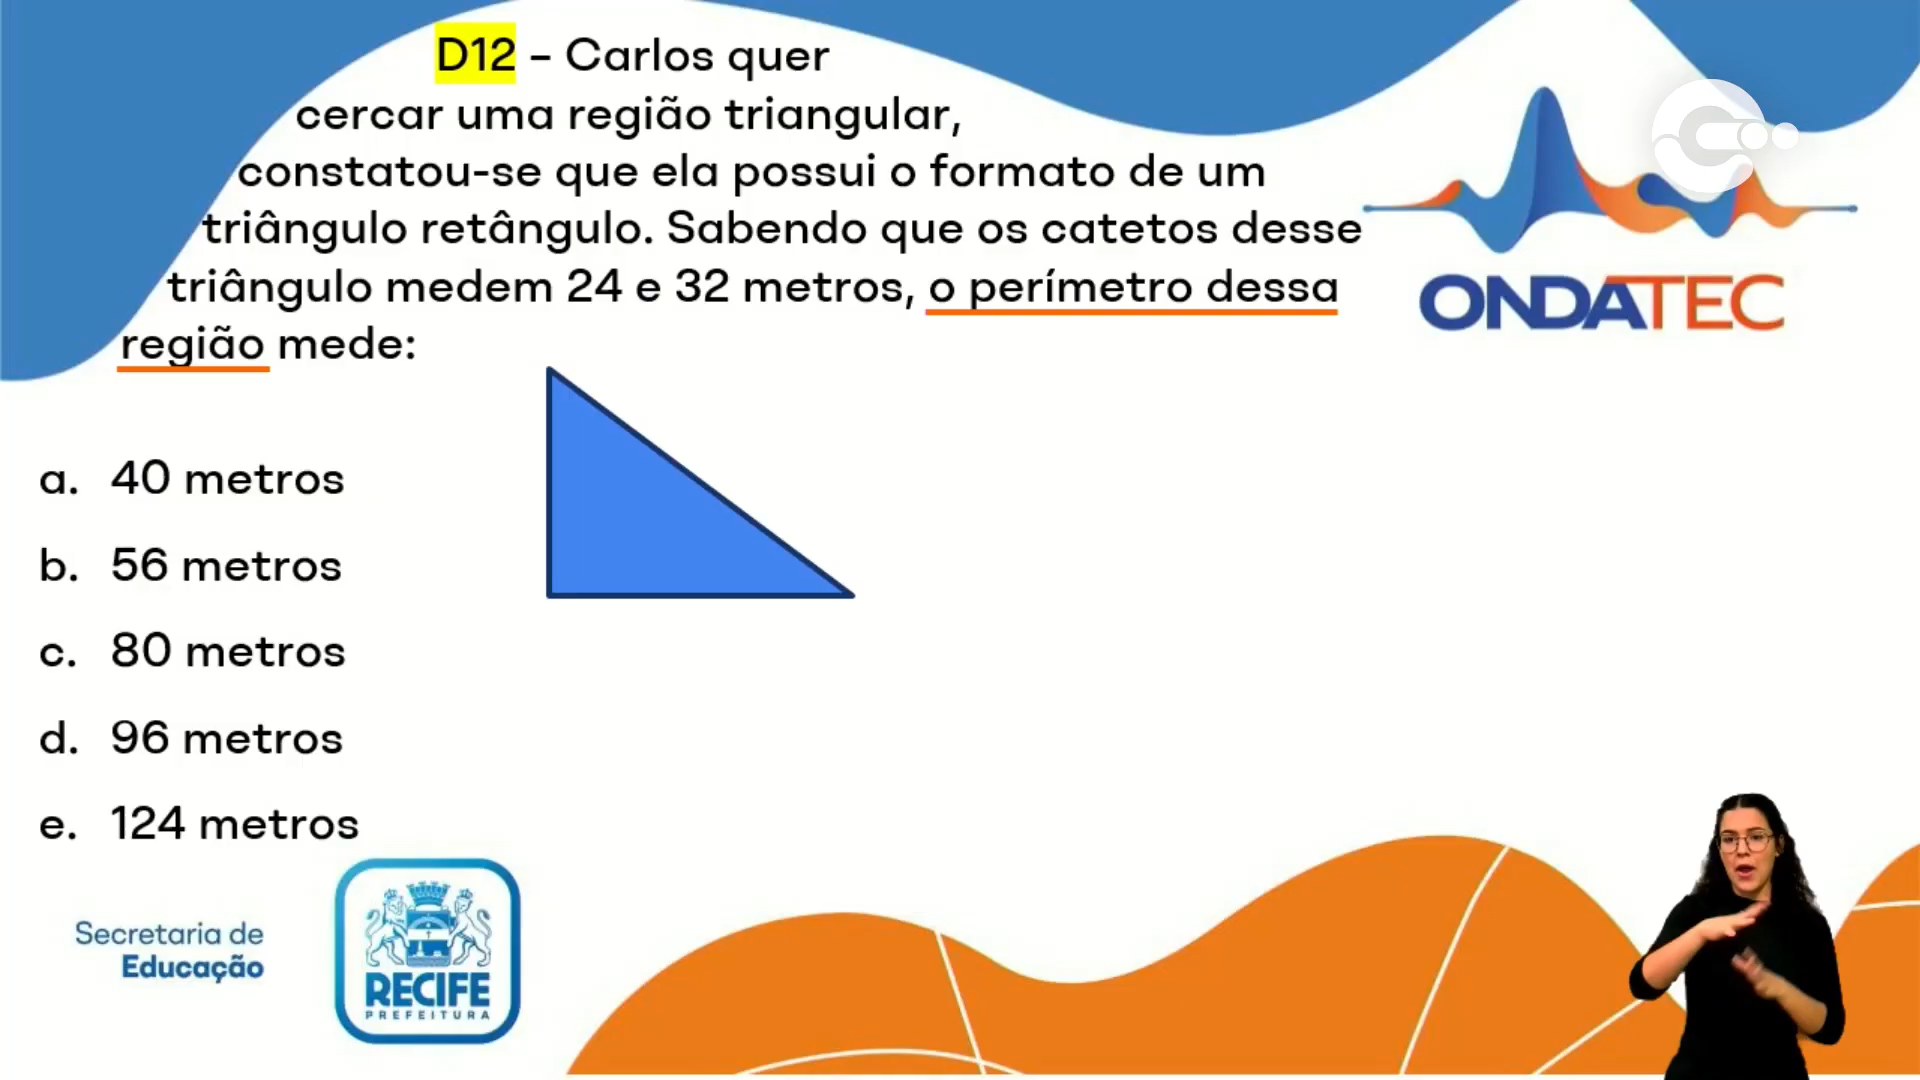 D12 – Carlos quer
cercar uma região triangular,
constatou-se que ela possui o formato de um
triângulo retângulo. Sabendo que os catetos desse
triângulo medem 24 e 32 metros, o perímetro dessa
região mede:
ONDATEC
a. 40 metros
b. 56 metros
c. 80 metros
d. 96 metros
e. 124 metros
Secretaria de
Educação
RECIFE
PREFEITURA